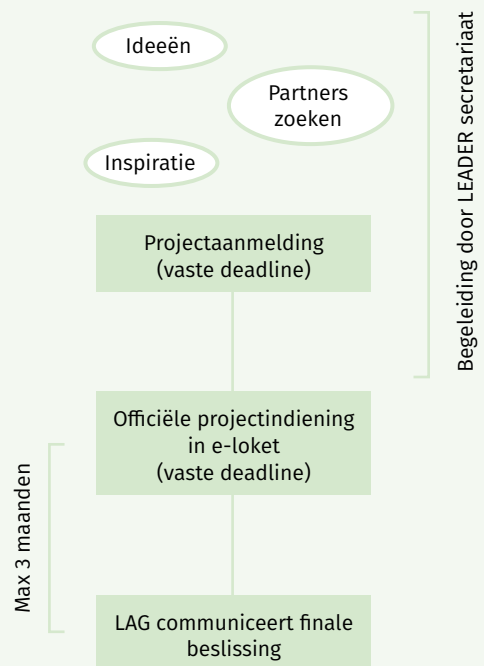 Ideeën
Partners
zoeken
Inspiratie
Begeleiding door LEADER secretariaat
Projectaanmelding
(vaste deadline)
Officiële projectindiening
in e-loket
(vaste deadline)
Max 3 maanden
LAG communiceert finale
beslissing